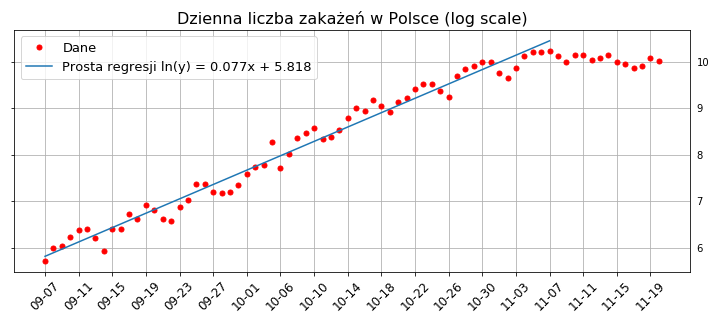 Dzienna liczba zakażeń w Polsce (log scale)
Dane
Prosta regresji ln(y) = 0.077x + 5.818
10
9
8
7
6
09-07 09-11 09-15 09-19 09-23 09-27 10-01 10-06 10-10 10-14 10-18 10-22 10-26 10-30 11-03 11-07 11-11 11-15 11-19